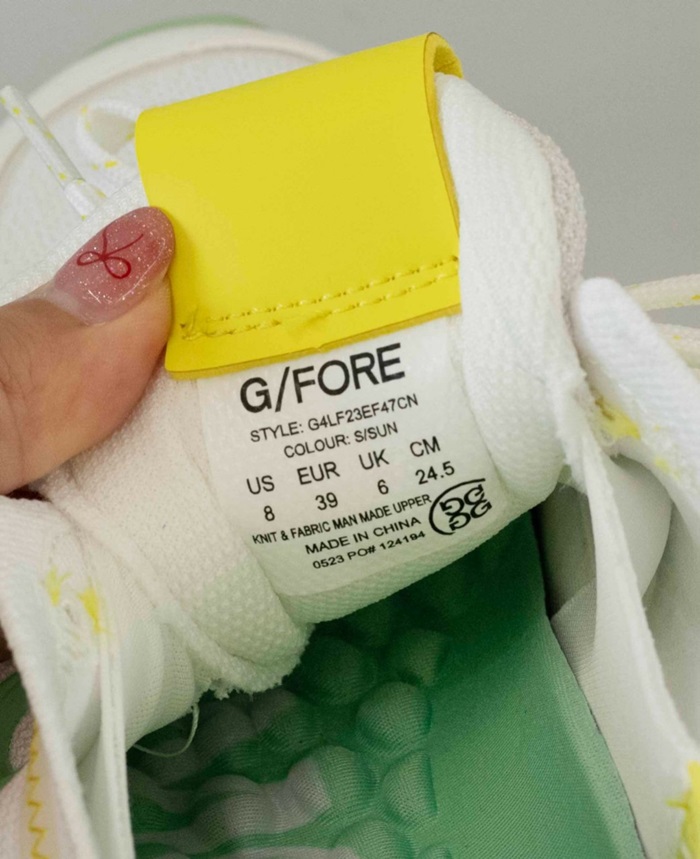 G/FORE
STYLE: G4LF23EF47CN
COLOUR: S/SUN
US EUR UK CM
8 39 6 24.5
KNIT & FABRIC MAN MADE UPPER
MADE IN CHINA
0523 PO# 124194